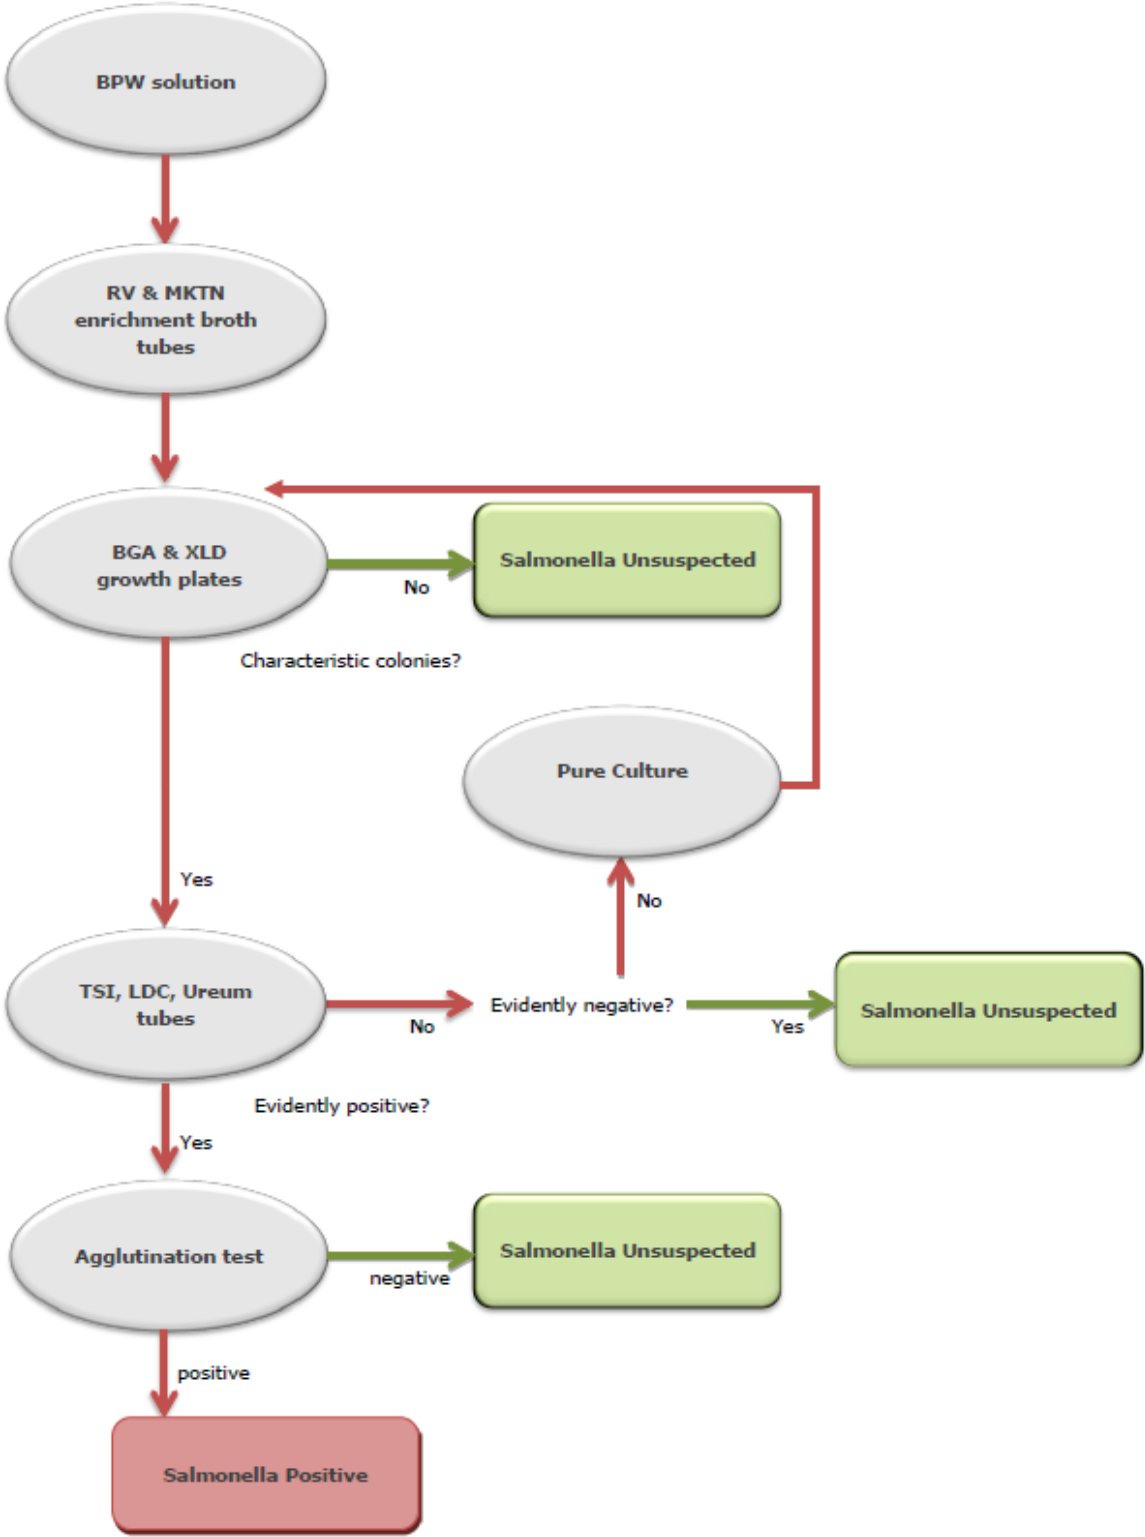 BPW solution
RV & MKTN
enrichment broth
tubes
BGA & XLD
growth plates
No
Salmonella Unsuspected
Characteristic colonies?
Pure Culture
Yes
No
TSI, LDC, Ureum
tubes
No
Evidently negative?
Yes
Salmonella Unsuspected
Evidently positive?
Yes
Agglutination test
negative
Salmonella Unsuspected
positive
Salmonella Positive